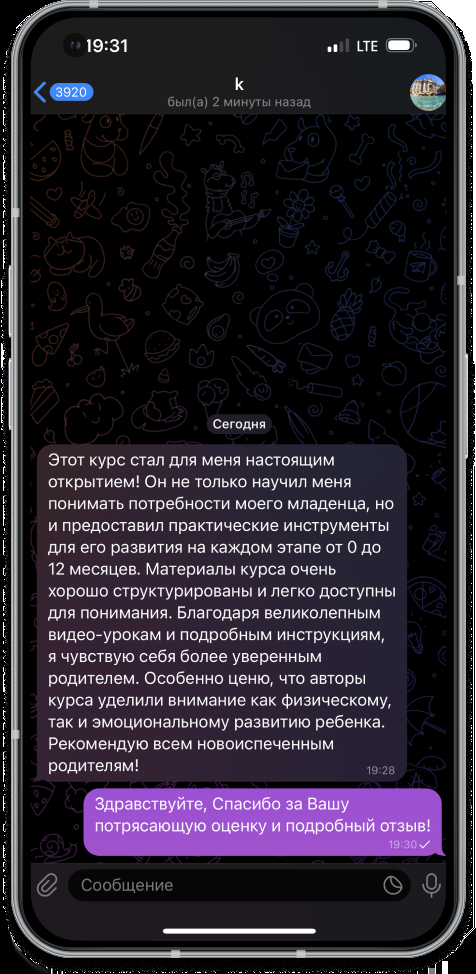 19:31
LTE
3920
k
был(а) 2 минуты назад
Сегодня
Этот курс стал для меня настоящим
открытием! Он не только научил меня
понимать потребности моего младенца, но
и предоставил практические инструменты
для его развития на каждом этапе от 0 до
12 месяцев. Материалы курса очень
хорошо структурированы и легко доступны
для понимания. Благодаря великолепным
видео-урокам и подробным инструкциям,
я чувствую себя более уверенным
родителем. Особенно ценю, что авторы
курса уделили внимание как физическому,
так и эмоциональному развитию ребенка.
Рекомендую всем новоиспеченным
родителям!
19:28
Здравствуйте, Спасибо за Вашу
потрясающую оценку и подробный отзыв!
19:30
Сообщение